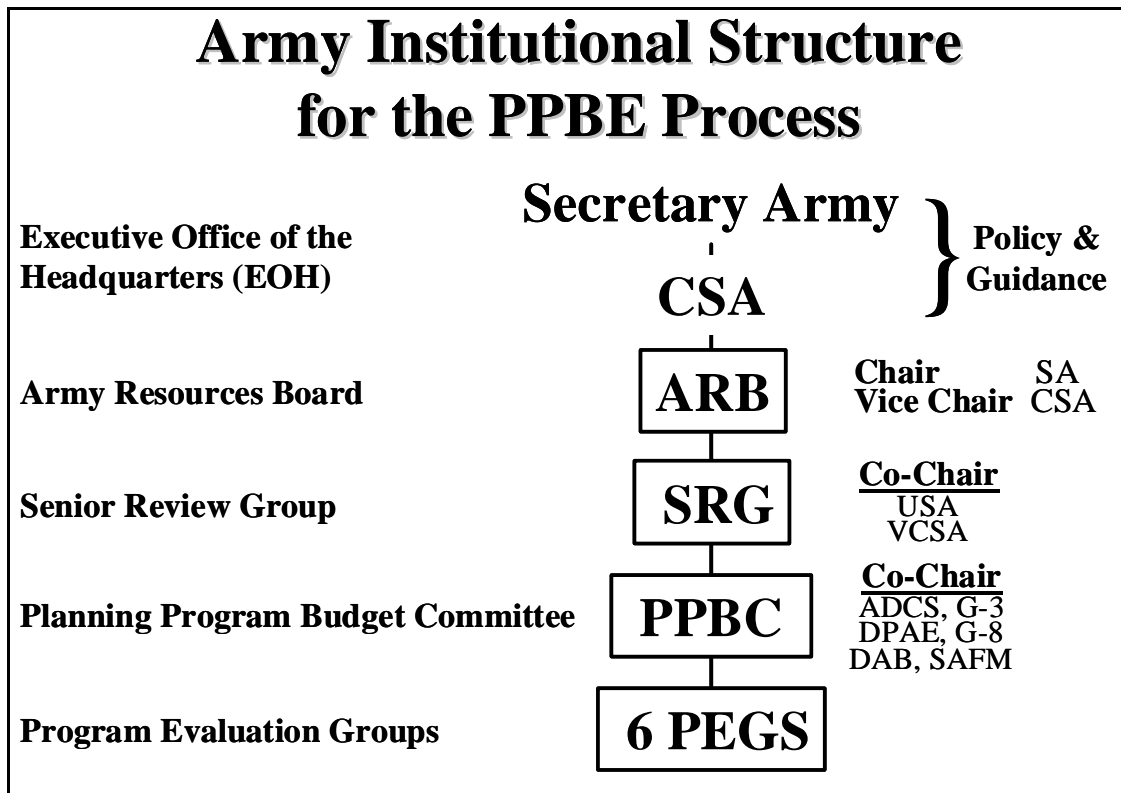 Army Institutional Structure
for the PPBE Process
Executive Office of the
Headquarters (EOH)
Secretary Army
CSA
}
Policy &
Guidance
Army Resources Board
ARB
Chair SA
Vice Chair CSA
Senior Review Group
SRG
Co-Chair
USA
VCSA
Planning Program Budget Committee
PPBC
Co-Chair
ADCS, G-3
DPAE, G-8
DAB, SAFM
Program Evaluation Groups
6 PEGS